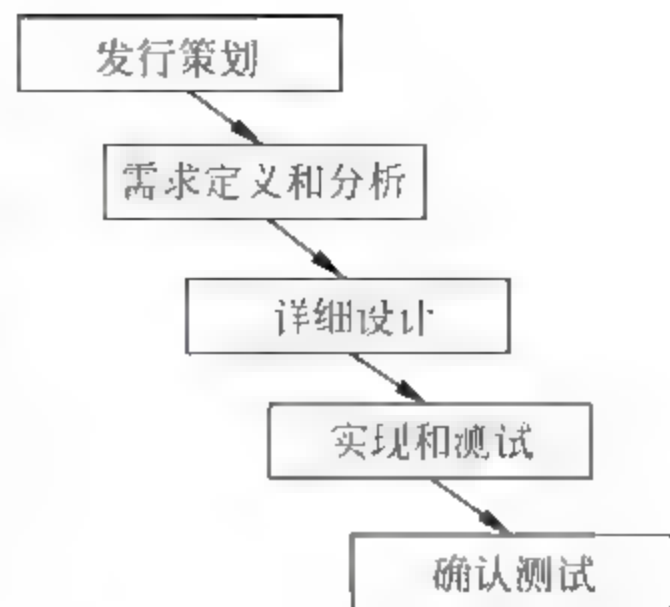 发行策划
需求定义和分析
详细设计
实现和测试
确认测试